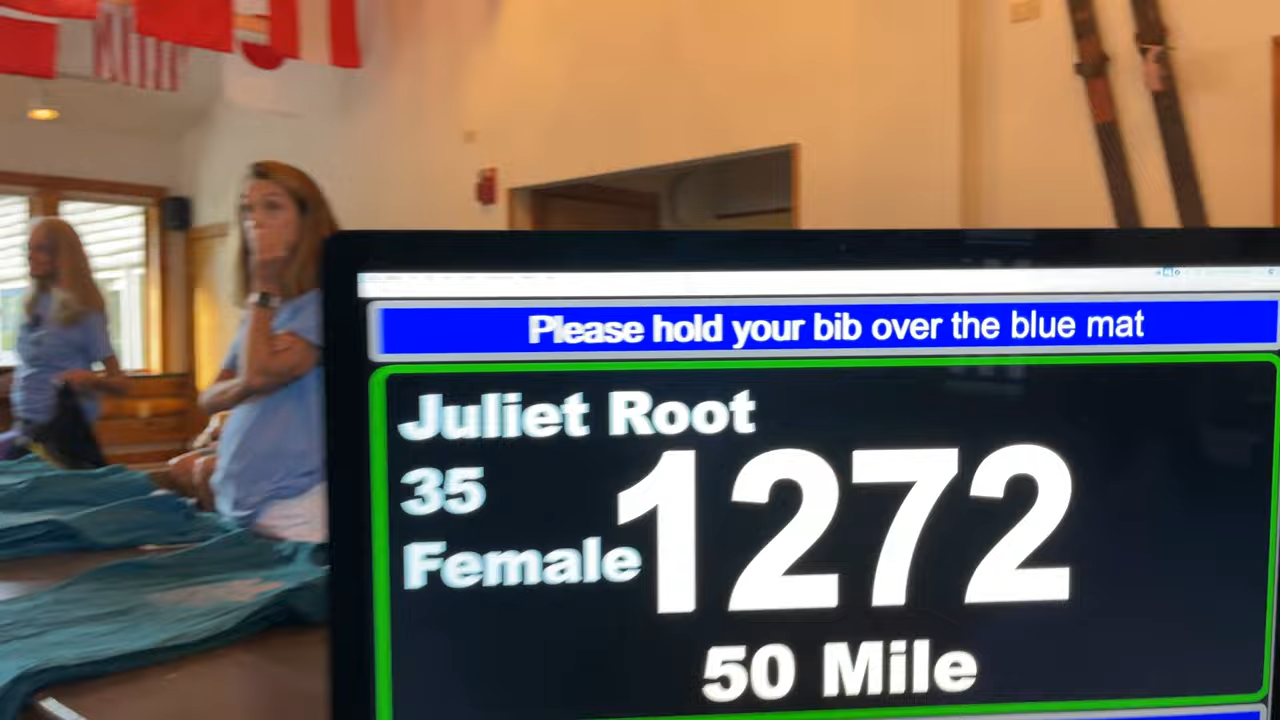 Please hold your bib over the blue mat
Juliet Root
35
1272
Female
50 Mile